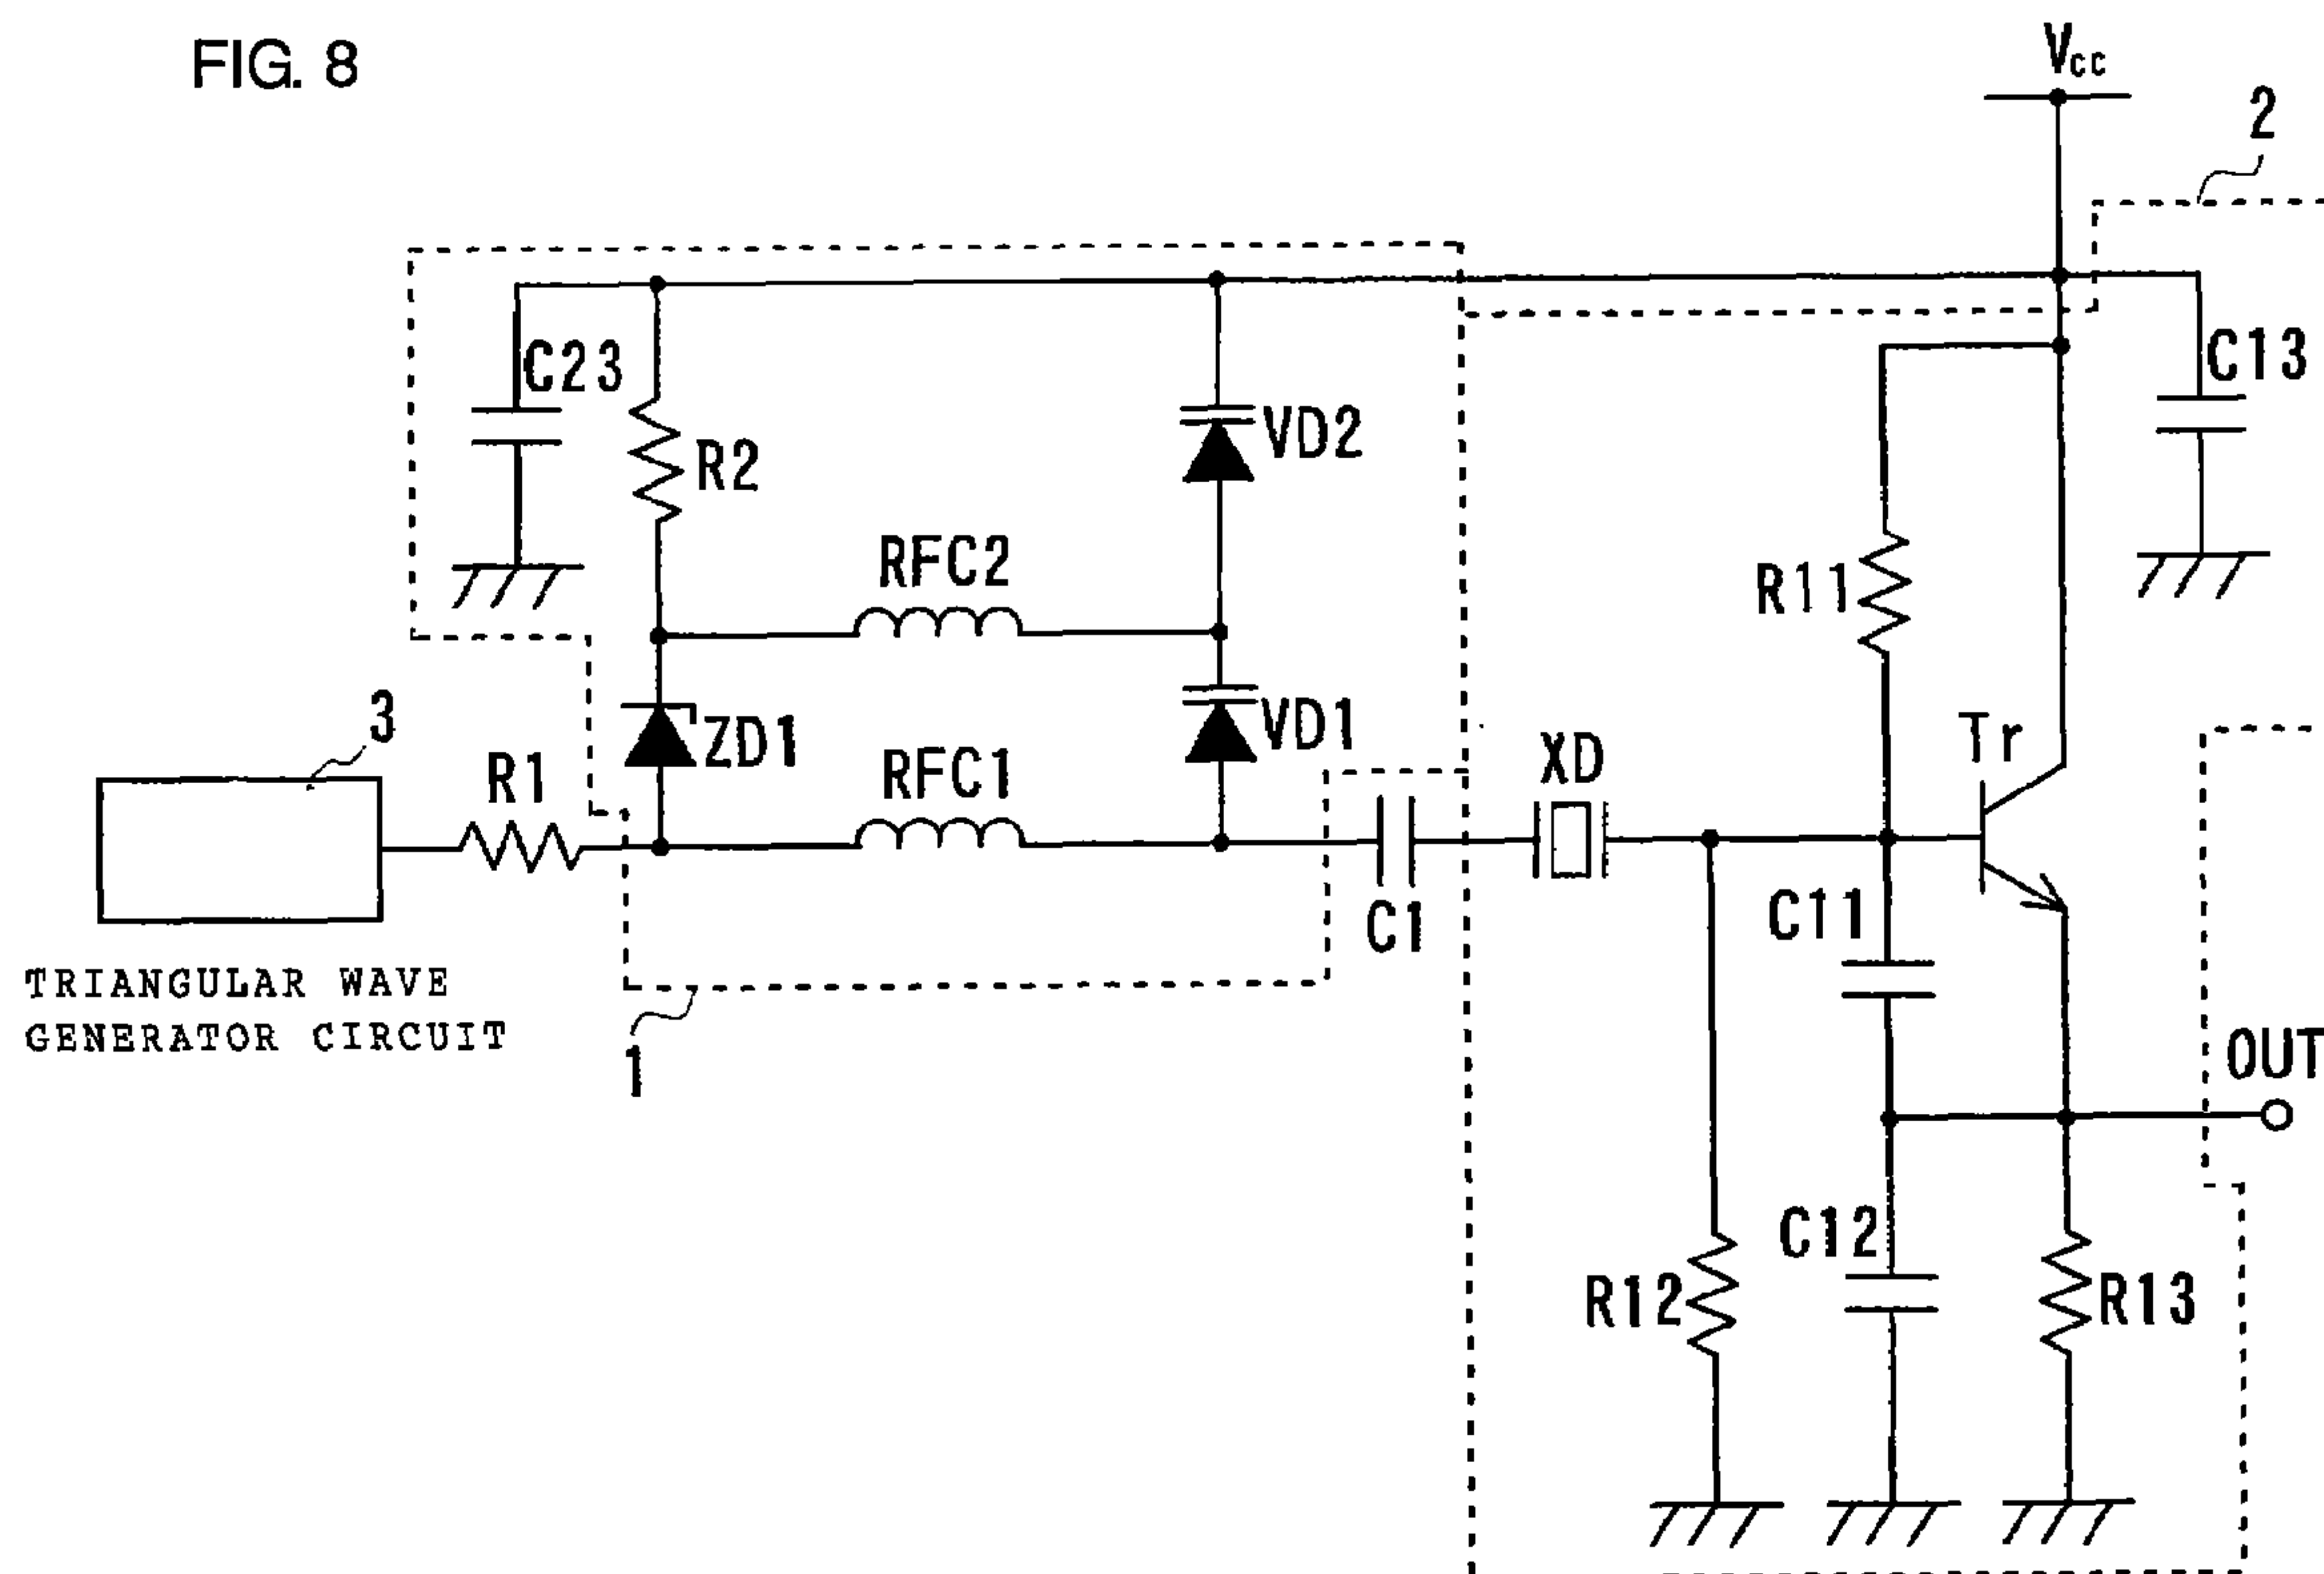 FIG. 8
Vcc
2
C23
C13
VD2
R2
RFC2
R11
3
ZD1
VD1
R1
RFC1
XD
Tr
C11
C1
TRIANGULAR WAVE
GENERATOR CIRCUIT
1
OUT
C12
R12
R13